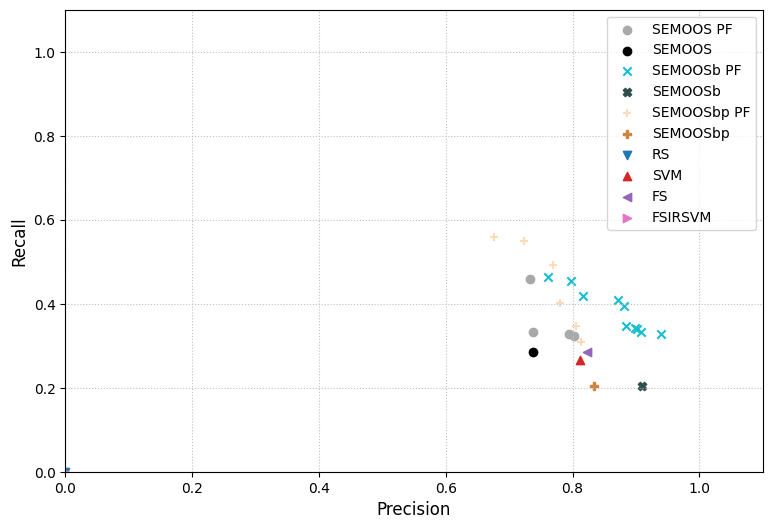 SEMOOS PF
SEMOOS
SEMOOSb PF
SEMOOSb
SEMOOSbp PF
SEMOOSbp
RS
SVM
FS
FSIRSVM
1.0
0.8
0.6
0.4
0.2
0.0
Recall
0.0 0.2 0.4 0.6 0.8 1.0
Precision